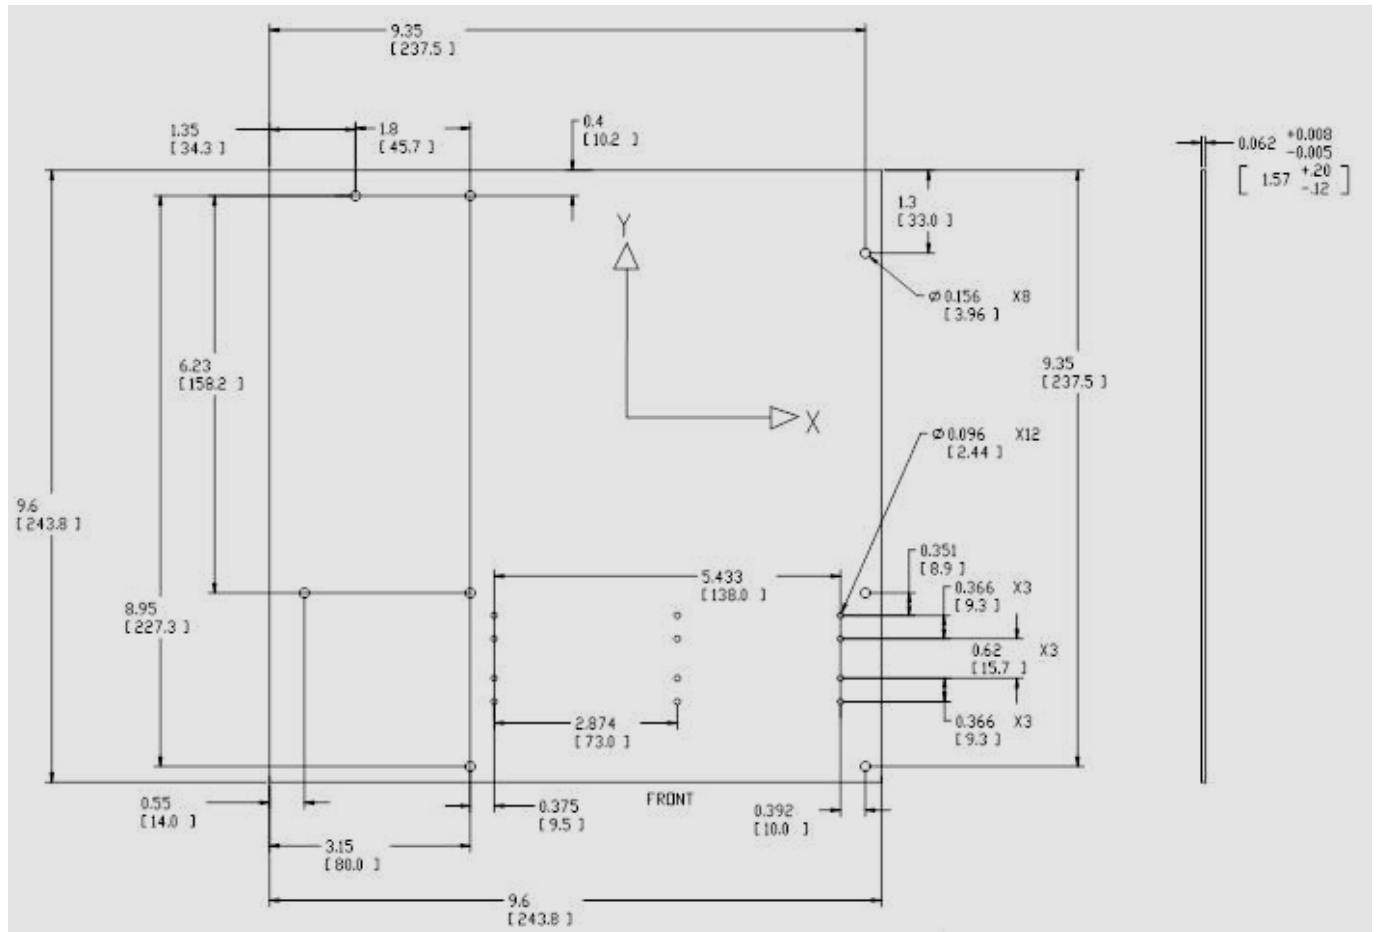 9.35
[ 237.5 ]
1.35
[ 34.3 ]
1.8
[ 45.7 ]
0.4
[ 10.2 ]
0.062 +0.008
-0.005
[ 1.57 +.20
-.12 ]
1.3
[ 33.0 ]
Y
Ø 0.156 X8
[ 3.96 ]
6.23
[ 158.2 ]
9.35
[ 237.5 ]
X
Ø 0.096 X12
[ 2.44 ]
9.6
[ 243.8 ]
0.351
[ 8.9 ]
5.433
[ 138.0 ]
0.366 X3
[ 9.3 ]
8.95
[ 227.3 ]
0.62 X3
[ 15.7 ]
2.874
[ 73.0 ]
0.366 X3
[ 9.3 ]
0.55
[ 14.0 ]
0.375
[ 9.5 ]
FRONT
0.392
[ 10.0 ]
3.15
[ 80.0 ]
9.6
[ 243.8 ]